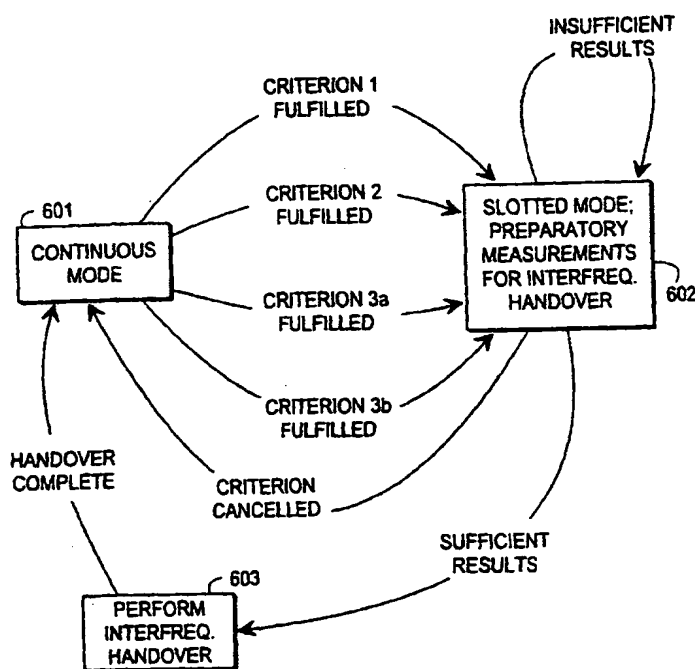 INSUFFICIENT
RESULTS
CRITERION 1
FULFILLED
CRITERION 2
FULFILLED
601
CONTINUOUS
MODE
SLOTTED MODE;
PREPARATORY
MEASUREMENTS
FOR INTERFREQ.
HANDOVER
602
CRITERION 3a
FULFILLED
CRITERION 3b
FULFILLED
HANDOVER
COMPLETE
CRITERION
CANCELLED
SUFFICIENT
RESULTS
603
PERFORM
INTERFREQ.
HANDOVER